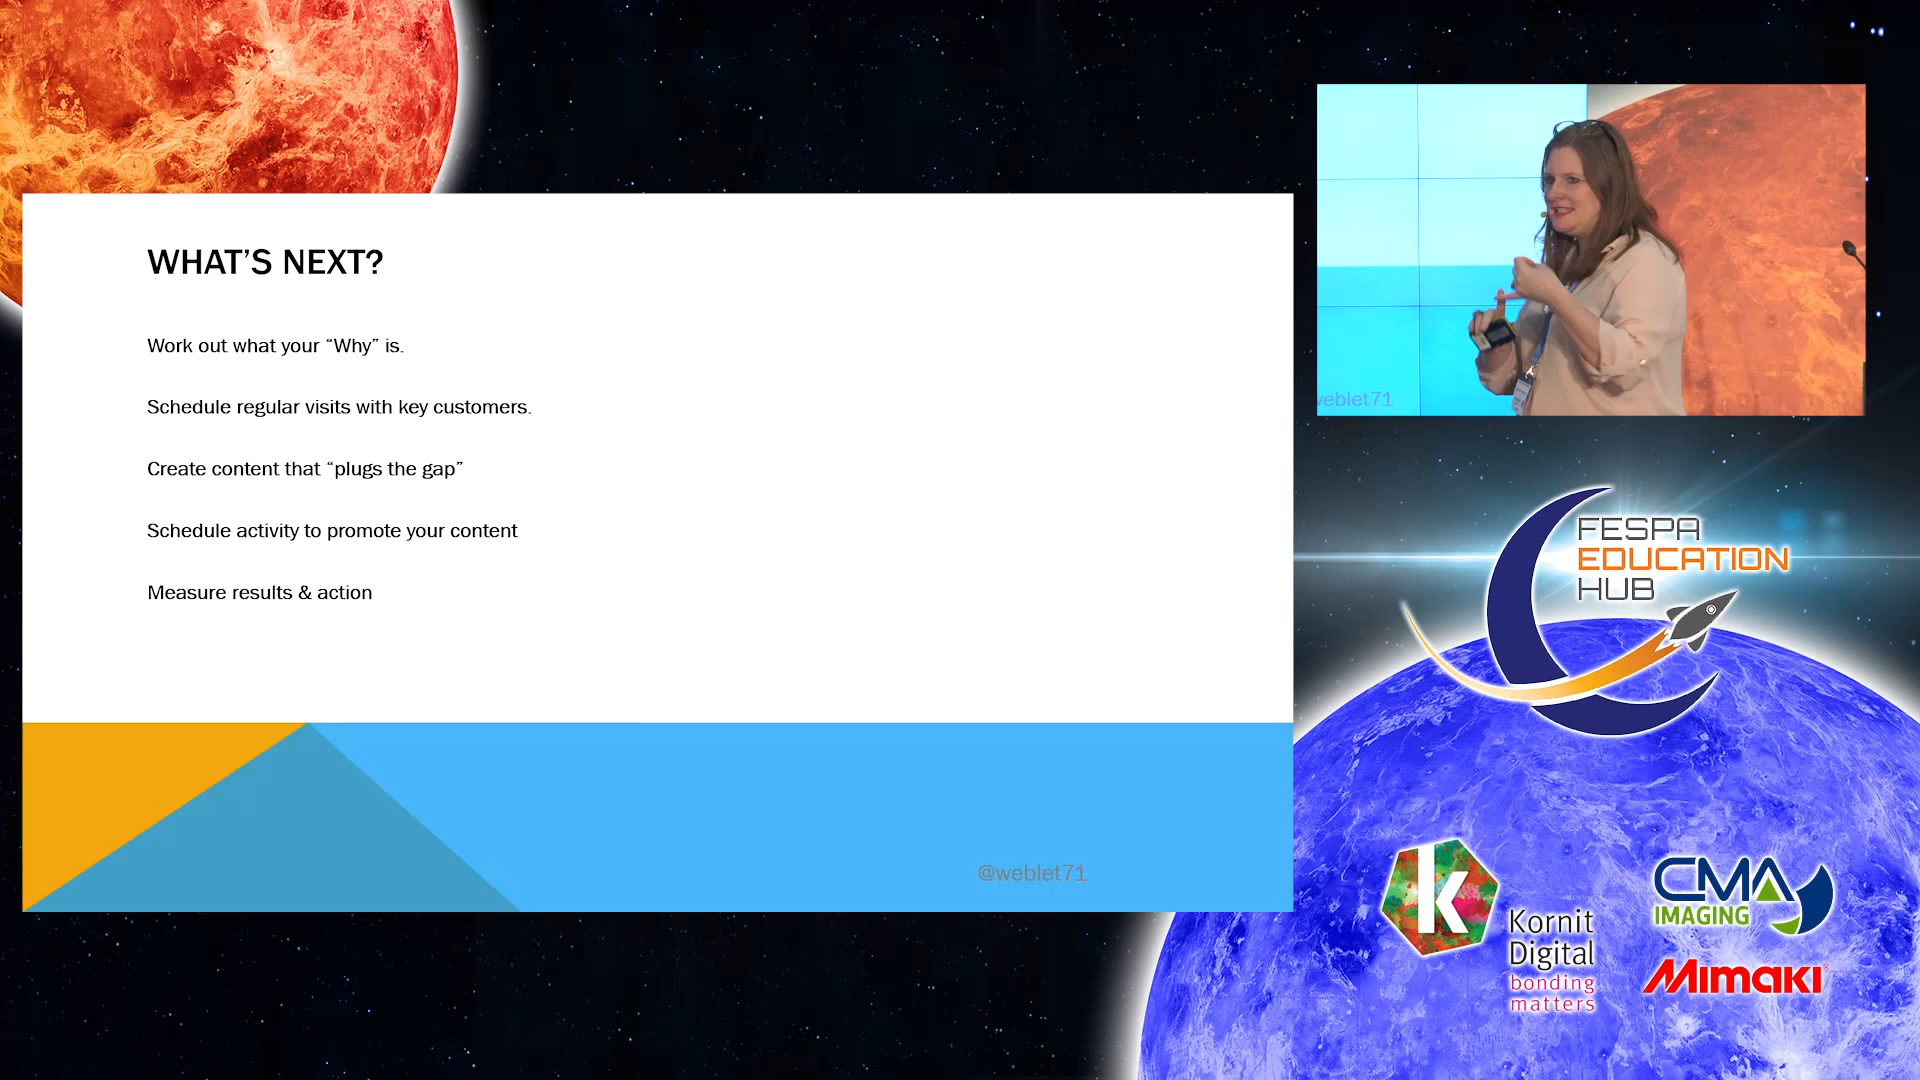 WHAT'S NEXT?
Work out what your “Why” is.
Schedule regular visits with key customers.
Create content that “plugs the gap”
Schedule activity to promote your content
Measure results & action
@weblet71
weblet71
FESPA
EDUCATION
HUB
k
Kornit
Digital
bonding
matters
CMA
IMAGING
Mimaki